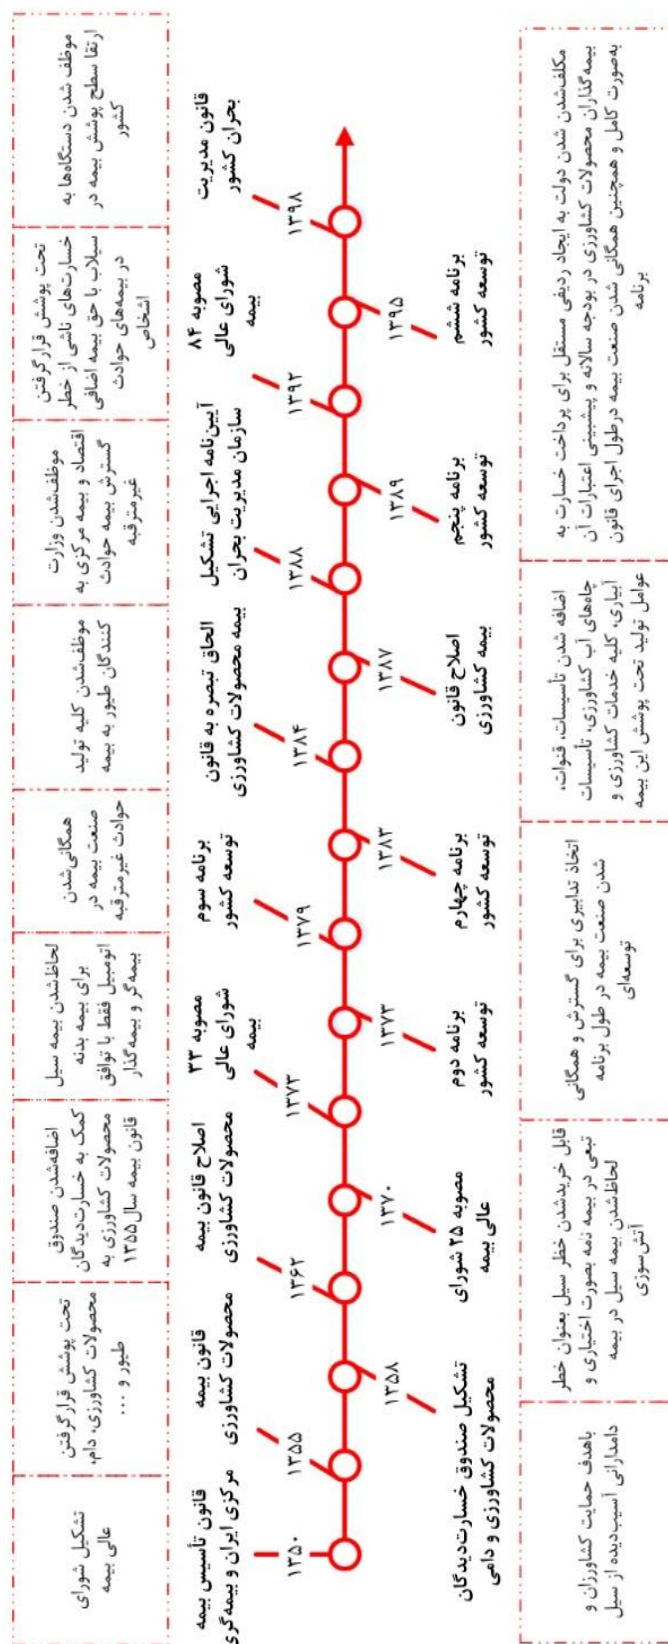 تشکیل شورای
عالی بیمه
تحت پوشش قرارگرفتن
محصولات کشاورزی، دام،
طیور و ...
اضافه‌شدن صندوق
کمک به خسارت‌دیدگان
محصولات کشاورزی به
قانون بیمه سال ۱۳۵۵
لحاظ‌شدن بیمه سیل
برای بیمه بدنه
اتومبیل فقط با توافق
بیمه‌گر و بیمه‌گذار
همگانی‌شدن
صنعت بیمه در
حوادث غیرمترقبه
موظف‌شدن کلیه تولید
کنندگان طیور به بیمه
موظف‌شدن وزارت
اقتصاد و بیمه مرکزی به
گسترش بیمه حوادث
غیرمترقبه
تحت پوشش قرارگرفتن
خسارت‌های ناشی از خطر
سیلاب با حق بیمه اضافی
در بیمه‌های حوادث
اشخاص
موظف شدن دستگاه‌ها به
ارتقا سطح پوشش بیمه در
کشور
قانون تأسیس بیمه
مرکزی ایران و بیمه‌گری
۱۳۵۰
قانون بیمه
محصولات کشاورزی
۱۳۵۵
اصلاح قانون بیمه
محصولات کشاورزی
۱۳۶۲
مصوبه ۳۳
شورای عالی
بیمه
۱۳۷۳
برنامه سوم
توسعه کشور
۱۳۷۹
الحاق تبصره به قانون
بیمه محصولات کشاورزی
۱۳۸۴
آیین‌نامه اجرایی تشکیل
سازمان مدیریت بحران
۱۳۸۸
مصوبه ۸۴
شورای عالی
بیمه
۱۳۹۲
قانون مدیریت
بحران کشور
۱۳۹۸
۱۳۵۸
تشکیل صندوق خسارت‌دیدگان
محصولات کشاورزی و دامی
۱۳۷۰
مصوبه ۲۵ شورای
عالی بیمه
۱۳۷۳
برنامه دوم
توسعه کشور
۱۳۸۳
برنامه چهارم
توسعه کشور
۱۳۸۷
اصلاح قانون
بیمه کشاورزی
۱۳۸۹
برنامه پنجم
توسعه کشور
۱۳۹۵
برنامه ششم
توسعه کشور
باهدف حمایت کشاورزان و
دامدارانی آسیب‌دیده از سیل
قابل خریدشدن خطر سیل بعنوان خطر
تبعی در بیمه نامه بصورت اختیاری و
لحاظ‌شدن بیمه سیل در بیمه
آتش‌سوزی
اتخاذ تدابیری برای گسترش و همگانی
شدن صنعت بیمه در طول برنامه
توسعه‌ای
اضافه شدن تأسیسات، قنوات،
چاه‌های آب کشاورزی، تأسیسات
آبیاری، کلیه خدمات کشاورزی و
عوامل تولید تحت پوشش این بیمه
مکلف‌شدن شدن دولت به ایجاد ردیفی مستقل برای پرداخت خسارت به
بیمه‌گذاران محصولات کشاورزی در بودجه سالانه و پیشبینی اعتبارات آن
به‌صورت کامل و همچنین همگانی شدن صنعت بیمه درطول اجرای قانون
برنامه